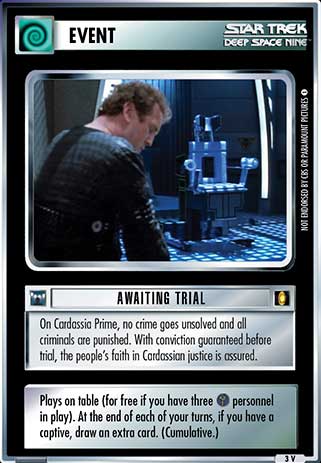 EVENT
STAR TREK
DEEP SPACE NINE™
NOT ENDORSED BY CBS OR PARAMOUNT PICTURES
AWAITING TRIAL
On Cardassia Prime, no crime goes unsolved and all
criminals are punished. With conviction guaranteed before
trial, the people's faith in Cardassian justice is assured.
Plays on table (for free if you have three personnel
in play). At the end of each of your turns, if you have a
captive, draw an extra card. (Cumulative.)
3 V